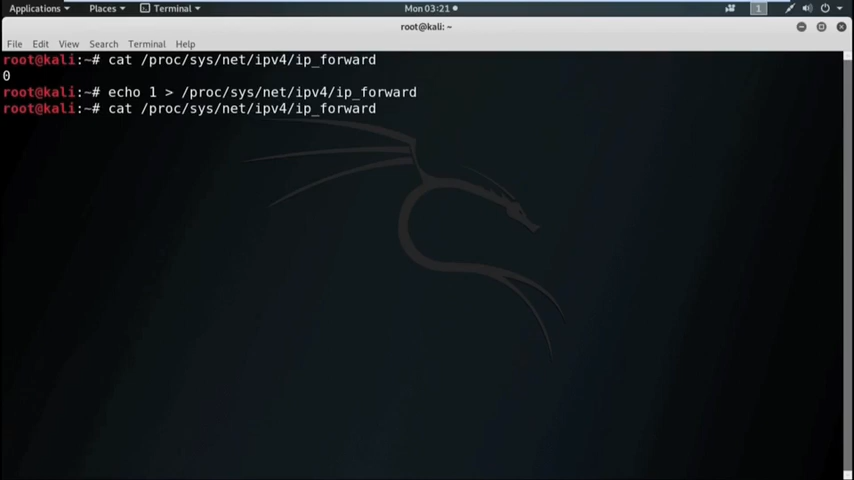 Applications Places Terminal Mon 03:21 1
root@kali: ~
File Edit View Search Terminal Help
root@kali:~# cat /proc/sys/net/ipv4/ip_forward
0
root@kali:~# echo 1 > /proc/sys/net/ipv4/ip_forward
root@kali:~# cat /proc/sys/net/ipv4/ip_forward